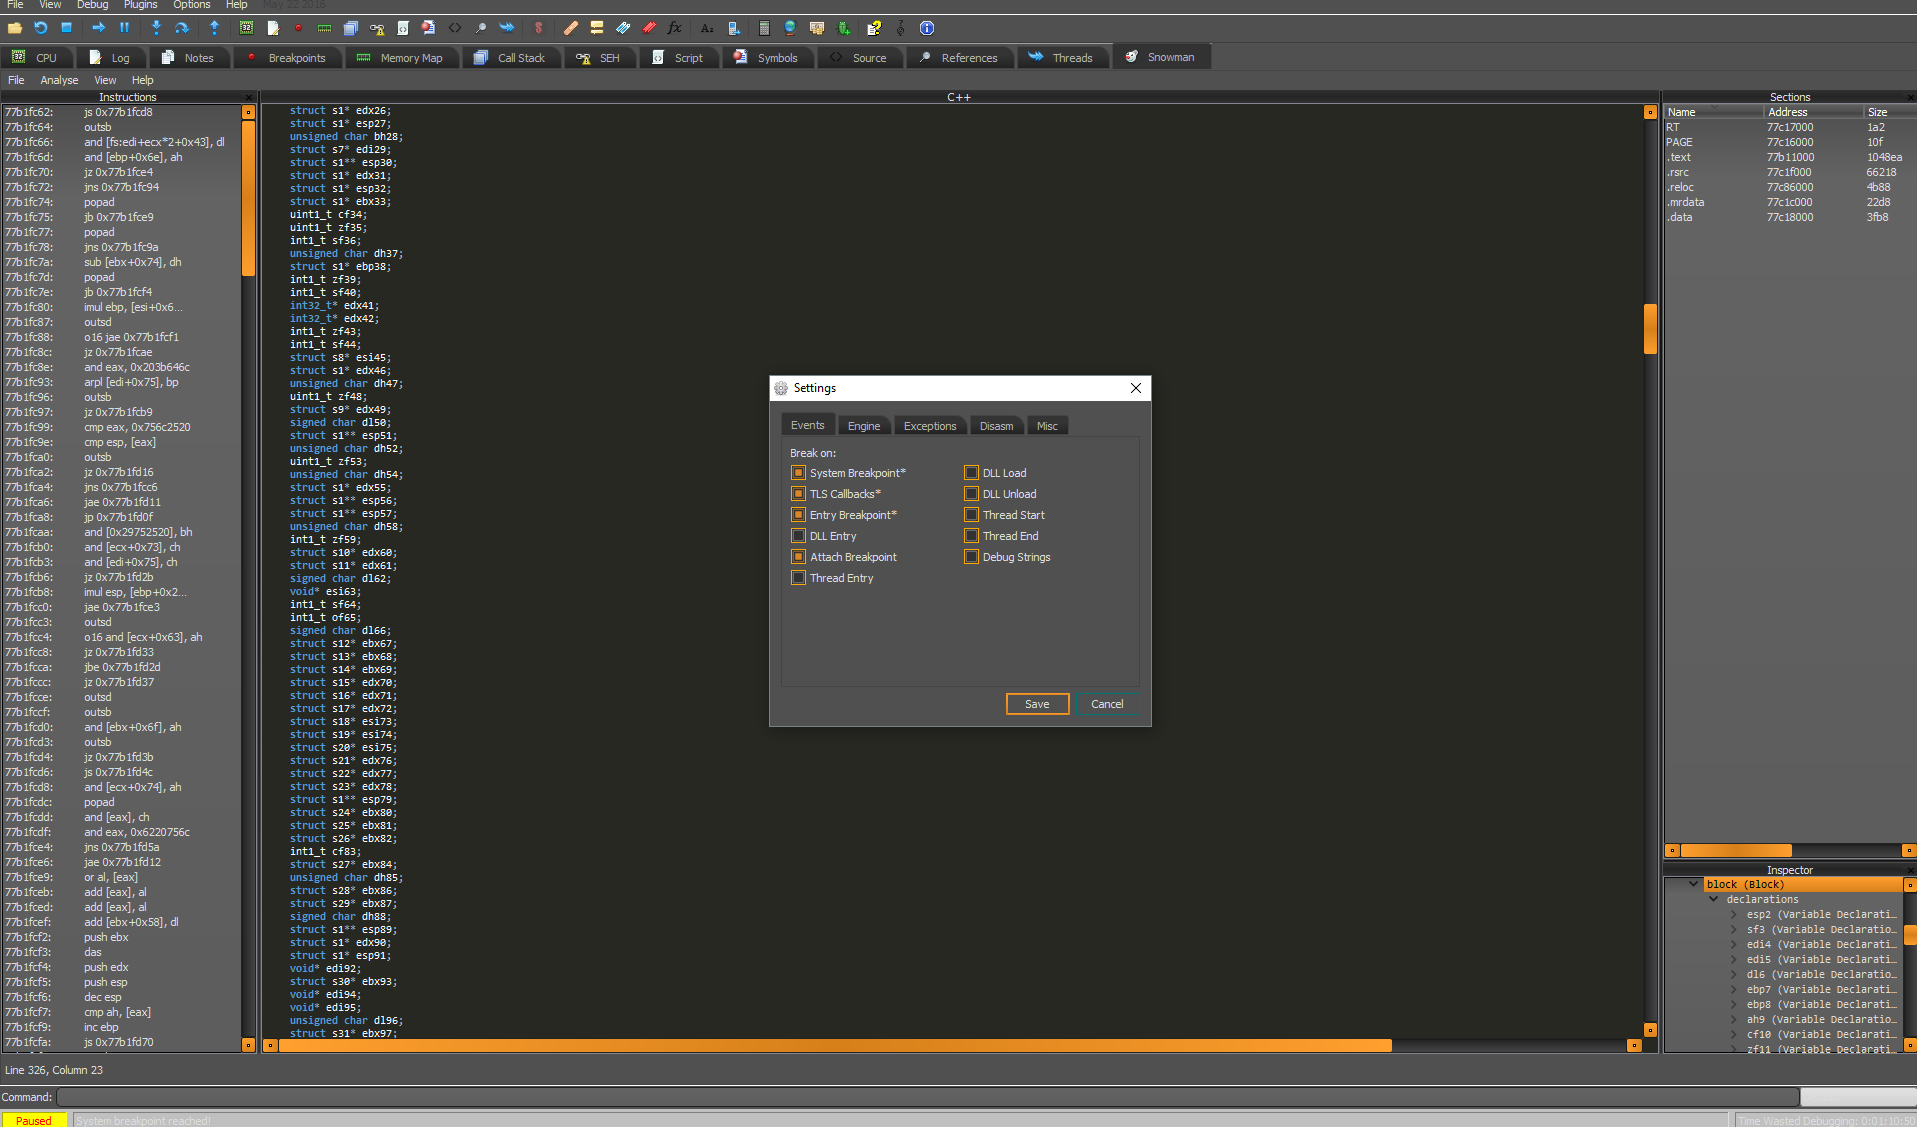 File View Debug Plugins Options Help May 22 2016
CPU Log Notes Breakpoints Memory Map Call Stack SEH Script Symbols Source References Threads Snowman
File Analyse View Help
Instructions
77b1fc62: js 0x77b1fcd8
77b1fc64: outsb
77b1fc66: and [fs:edi+ecx*2+0x43], dl
77b1fc6d: and [ebp+0x6e], ah
77b1fc70: jz 0x77b1fce4
77b1fc72: jns 0x77b1fc94
77b1fc74: popad
77b1fc75: jb 0x77b1fce9
77b1fc77: popad
77b1fc78: jns 0x77b1fc9a
77b1fc7a: sub [ebx+0x74], dh
77b1fc7d: popad
77b1fc7e: jb 0x77b1fcf4
77b1fc80: imul ebp, [esi+0x6...
77b1fc87: outsd
77b1fc88: o16 jae 0x77b1fcf1
77b1fc8c: jz 0x77b1fcae
77b1fc8e: and eax, 0x203b646c
77b1fc93: arpl [edi+0x75], bp
77b1fc96: outsb
77b1fc97: jz 0x77b1fcb9
77b1fc99: cmp eax, 0x756c2520
77b1fc9e: cmp esp, [eax]
77b1fca0: outsb
77b1fca2: jz 0x77b1fd16
77b1fca4: jns 0x77b1fcc6
77b1fca6: jae 0x77b1fd11
77b1fca8: jp 0x77b1fd0f
77b1fcaa: and [0x29752520], bh
77b1fcb0: and [ecx+0x73], ch
77b1fcb3: and [edi+0x75], ch
77b1fcb6: jz 0x77b1fd2b
77b1fcb8: imul esp, [ebp+0x2...
77b1fcc0: jae 0x77b1fce3
77b1fcc3: outsd
77b1fcc4: o16 and [ecx+0x63], ah
77b1fcc8: jz 0x77b1fd33
77b1fcca: jbe 0x77b1fd2d
77b1fccc: jz 0x77b1fd37
77b1fcce: outsd
77b1fccf: outsb
77b1fcd0: and [ebx+0x6f], ah
77b1fcd3: outsb
77b1fcd4: jz 0x77b1fd3b
77b1fcd6: js 0x77b1fd4c
77b1fcd8: and [ecx+0x74], ah
77b1fcdc: popad
77b1fcdd: and [eax], ch
77b1fcdf: and eax, 0x6220756c
77b1fce4: jns 0x77b1fd5a
77b1fce6: jae 0x77b1fd12
77b1fce9: or al, [eax]
77b1fceb: add [eax], al
77b1fced: add [eax], al
77b1fcef: add [ebx+0x58], dl
77b1fcf2: push ebx
77b1fcf3: das
77b1fcf4: push edx
77b1fcf5: push esp
77b1fcf6: dec esp
77b1fcf7: cmp ah, [eax]
77b1fcf9: inc ebp
77b1fcfa: js 0x77b1fd70
C++
struct s1* edx26;
struct s1* esp27;
unsigned char bh28;
struct s7* edi29;
struct s1** esp30;
struct s1* edx31;
struct s1* esp32;
struct s1* ebx33;
uint1_t cf34;
uint1_t zf35;
int1_t sf36;
unsigned char dh37;
struct s1* ebp38;
int1_t zf39;
int1_t sf40;
int32_t* edx41;
int32_t* edx42;
int1_t zf43;
int1_t sf44;
struct s8* esi45;
struct s1* edx46;
unsigned char dh47;
uint1_t zf48;
struct s9* edx49;
signed char dl50;
struct s1** esp51;
unsigned char dh52;
uint1_t zf53;
unsigned char dh54;
struct s1* edx55;
struct s1** esp56;
struct s1** esp57;
unsigned char dh58;
int1_t zf59;
struct s10* edx60;
struct s11* edx61;
signed char dl62;
void* esi63;
int1_t sf64;
int1_t of65;
signed char dl66;
struct s12* ebx67;
struct s13* ebx68;
struct s14* ebx69;
struct s15* edx70;
struct s16* edx71;
struct s17* edx72;
struct s18* esi73;
struct s19* esi74;
struct s20* esi75;
struct s21* edx76;
struct s22* edx77;
struct s23* edx78;
struct s1** esp79;
struct s24* ebx80;
struct s25* ebx81;
struct s26* ebx82;
int1_t cf83;
struct s27* ebx84;
unsigned char dh85;
struct s28* ebx86;
struct s29* ebx87;
signed char dh88;
struct s1** esp89;
struct s1* edx90;
struct s1* esp91;
void* edi92;
struct s30* ebx93;
void* edi94;
void* edi95;
unsigned char dl96;
struct s31* ebx97;
Settings
Events Engine Exceptions Disasm Misc
Break on:
System Breakpoint* DLL Load
TLS Callbacks* DLL Unload
Entry Breakpoint* Thread Start
DLL Entry Thread End
Attach Breakpoint Debug Strings
Thread Entry
Save Cancel
Sections
Name Address Size
RT 77c17000 1a2
PAGE 77c16000 10f
.text 77b11000 1048ea
.rsrc 77c1f000 66218
.reloc 77c86000 4b88
.mrdata 77c1c000 22d8
.data 77c18000 3fb8
Inspector
block (Block)
declarations
esp2 (Variable Declarati...
sf3 (Variable Declaratio...
edi4 (Variable Declarati...
edi5 (Variable Declarati...
dl6 (Variable Declaratio...
ebp7 (Variable Declarati...
ebp8 (Variable Declarati...
ah9 (Variable Declaratio...
cf10 (Variable Declarati...
zf11 (Variable Declarati...
Line 326, Column 23
Command:
Paused System breakpoint reached! Time Wasted Debugging: 0:01:10:50